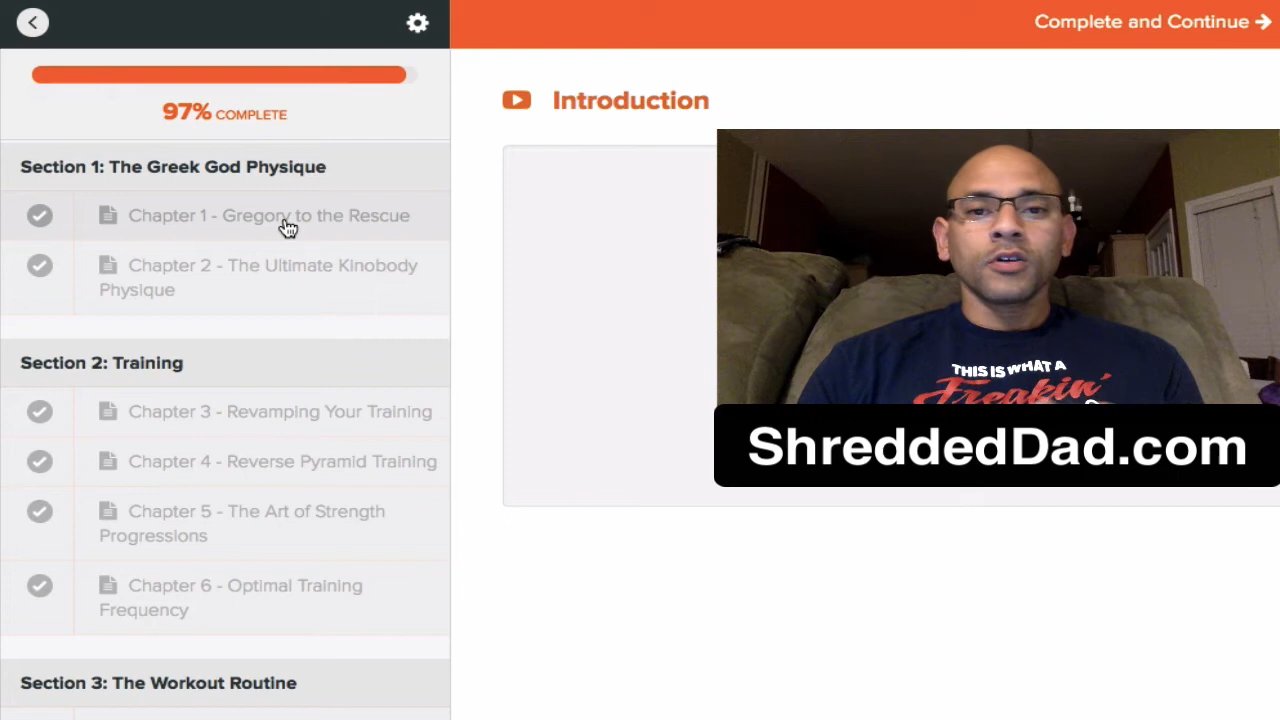 Complete and Continue
97% COMPLETE
Introduction
Section 1: The Greek God Physique
Chapter 1 - Gregory to the Rescue
Chapter 2 - The Ultimate Kinobody
Physique
Section 2: Training
Chapter 3 - Revamping Your Training
Chapter 4 - Reverse Pyramid Training
Chapter 5 - The Art of Strength
Progressions
Chapter 6 - Optimal Training
Frequency
Section 3: The Workout Routine
THIS IS WHAT A
Freakin'
ShreddedDad.com